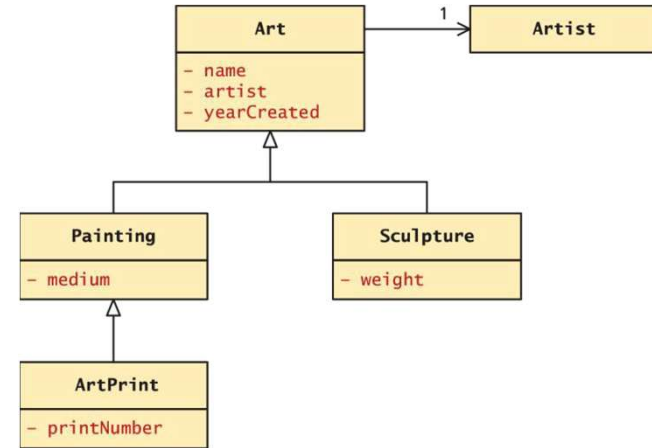 Art
1
Artist
– name
– artist
– yearCreated
Painting
Sculpture
– medium
– weight
ArtPrint
– printNumber